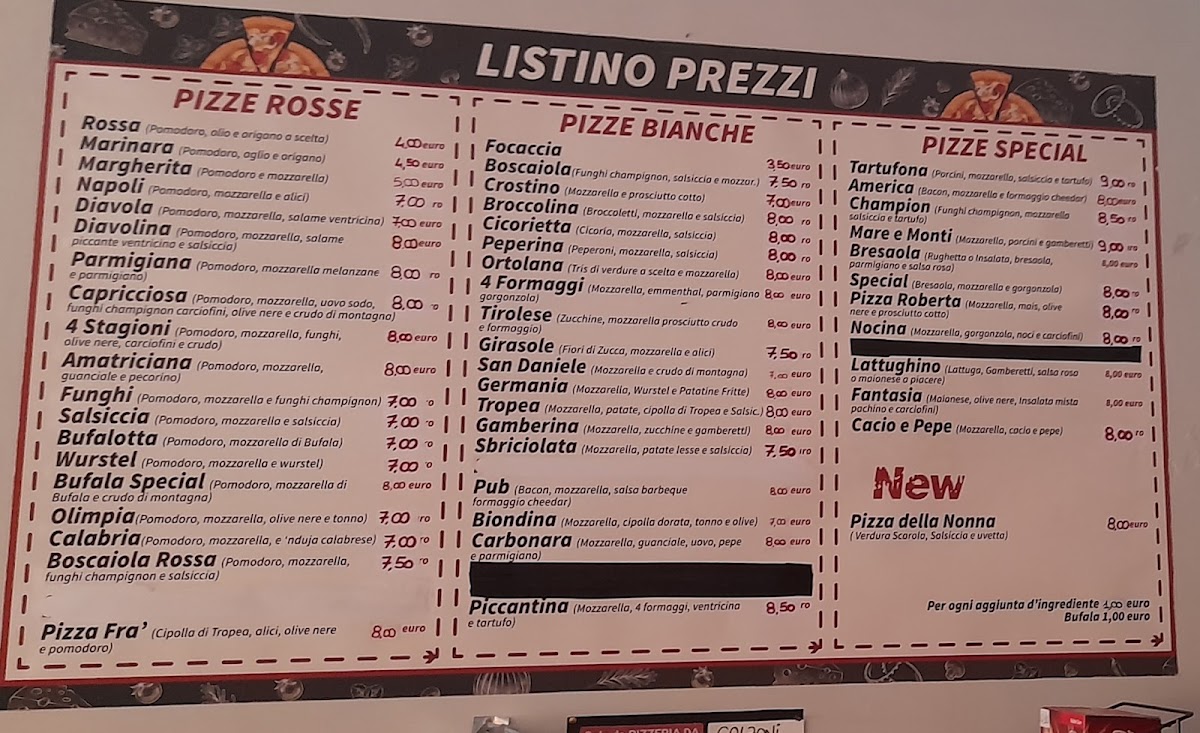 LISTINO PREZZI
PIZZE ROSSE
Rossa (Pomodoro, olio e origano a scelta) 4,00 euro
Marinara (Pomodoro, aglio e origano) 4,50 euro
Margherita (Pomodoro e mozzarella) 5,00 euro
Napoli (Pomodoro, mozzarella e alici) 7,00 ro
Diavola (Pomodoro, mozzarella, salame ventricina) 7,00 euro
Diavolina (Pomodoro, mozzarella, salame
piccante ventricina e salsiccia) 8,00 euro
Parmigiana (Pomodoro, mozzarella melanzane
e parmigiano) 8,00 ro
Capricciosa (Pomodoro, mozzarella, uovo sodo,
funghi champignon carciofini, olive nere e crudo di montagna) 8,00 o
4 Stagioni (Pomodoro, mozzarella, funghi,
olive nere, carciofini e crudo) 8,00 euro
Amatriciana (Pomodoro, mozzarella,
guanciale e pecorino) 8,00 euro
Funghi (Pomodoro, mozzarella e funghi champignon) 7,00 o
Salsiccia (Pomodoro, mozzarella e salsiccia) 7,00 o
Bufalotta (Pomodoro, mozzarella di Bufala) 7,00 o
Wurstel (Pomodoro, mozzarella e wurstel) 7,00 o
Bufala Special (Pomodoro, mozzarella di
Bufala e crudo di montagna) 8,00 euro
Olimpia (Pomodoro, mozzarella, olive nere e tonno) 7,00 ro
Calabria (Pomodoro, mozzarella, e 'nduja calabrese) 7,00 ro
Boscaiola Rossa (Pomodoro, mozzarella,
funghi champignon e salsiccia) 7,50 ro
Pizza Fra' (Cipolla di Tropea, alici, olive nere
e pomodoro) 8,00 euro
PIZZE BIANCHE
Focaccia 3,50 euro
Boscaiola (Funghi champignon, salsiccia e mozzar.) 7,50 ro
Crostino (Mozzarella e prosciutto cotto) 7,00 euro
Broccolina (Broccoletti, mozzarella e salsiccia) 8,00 ro
Cicorietta (Cicoria, mozzarella, salsiccia) 8,00 ro
Peperina (Peperoni, mozzarella, salsiccia) 8,00 ro
Ortolana (Tris di verdure a scelta e mozzarella) 8,00 euro
4 Formaggi (Mozzarella, emmenthal, parmigiano
gorgonzola) 8,00 euro
Tirolese (Zucchine, mozzarella prosciutto crudo
e formaggio) 8,00 euro
Girasole (Fiori di Zucca, mozzarella e alici) 7,50 ro
San Daniele (Mozzarella e crudo di montagna) 7,00 euro
Germania (Mozzarella, Wurstel e Patatine Fritte) 8,00 euro
Tropea (Mozzarella, patate, cipolla di Tropea e Salsic.) 8,00 euro
Gamberina (Mozzarella, zucchine e gamberetti) 8,00 euro
Sbriciolata (Mozzarella, patate lesse e salsiccia) 7,50 iro
Pub (Bacon, mozzarella, salsa barbeque
formaggio cheedar) 8,00 euro
Biondina (Mozzarella, cipolla dorata, tonno e olive) 7,00 euro
Carbonara (Mozzarella, guanciale, uovo, pepe
e parmigiano) 8,00 euro
Piccantina (Mozzarella, 4 formaggi, ventricina
e tartufo) 8,50 ro
PIZZE SPECIAL
Tartufona (Porcini, mozzarella, salsiccia e tartufo) 9,00 ro
America (Bacon, mozzarella e formaggio cheedar) 8,00 euro
Champion (Funghi champignon, mozzarella
salsiccia e tartufo) 8,50 ro
Mare e Monti (Mozzarella, porcini e gamberetti) 9,00 iro
Bresaola (Rughetta o Insalata, bresaola,
parmigiano e salsa rosa) 8,00 euro
Special (Bresaola, mozzarella e gorgonzola) 8,00 ro
Pizza Roberta (Mozzarella, mais, olive
nere e prosciutto cotto) 8,00 ro
Nocina (Mozzarella, gorgonzola, noci e carciofini) 8,00 ro
Lattughino (Lattuga, Gamberetti, salsa rosa
o maionese a piacere) 8,00 euro
Fantasia (Maionese, olive nere, Insalata mista
pachino e carciofini) 8,00 euro
Cacio e Pepe (Mozzarella, cacio e pepe) 8,00 ro
New
Pizza della Nonna 8,00 euro
( Verdura Scarola, Salsiccia e uvetta)
Per ogni aggiunta d'ingrediente 1,00 euro
Bufala 1,00 euro
PIZZERIA DA
CALZONI